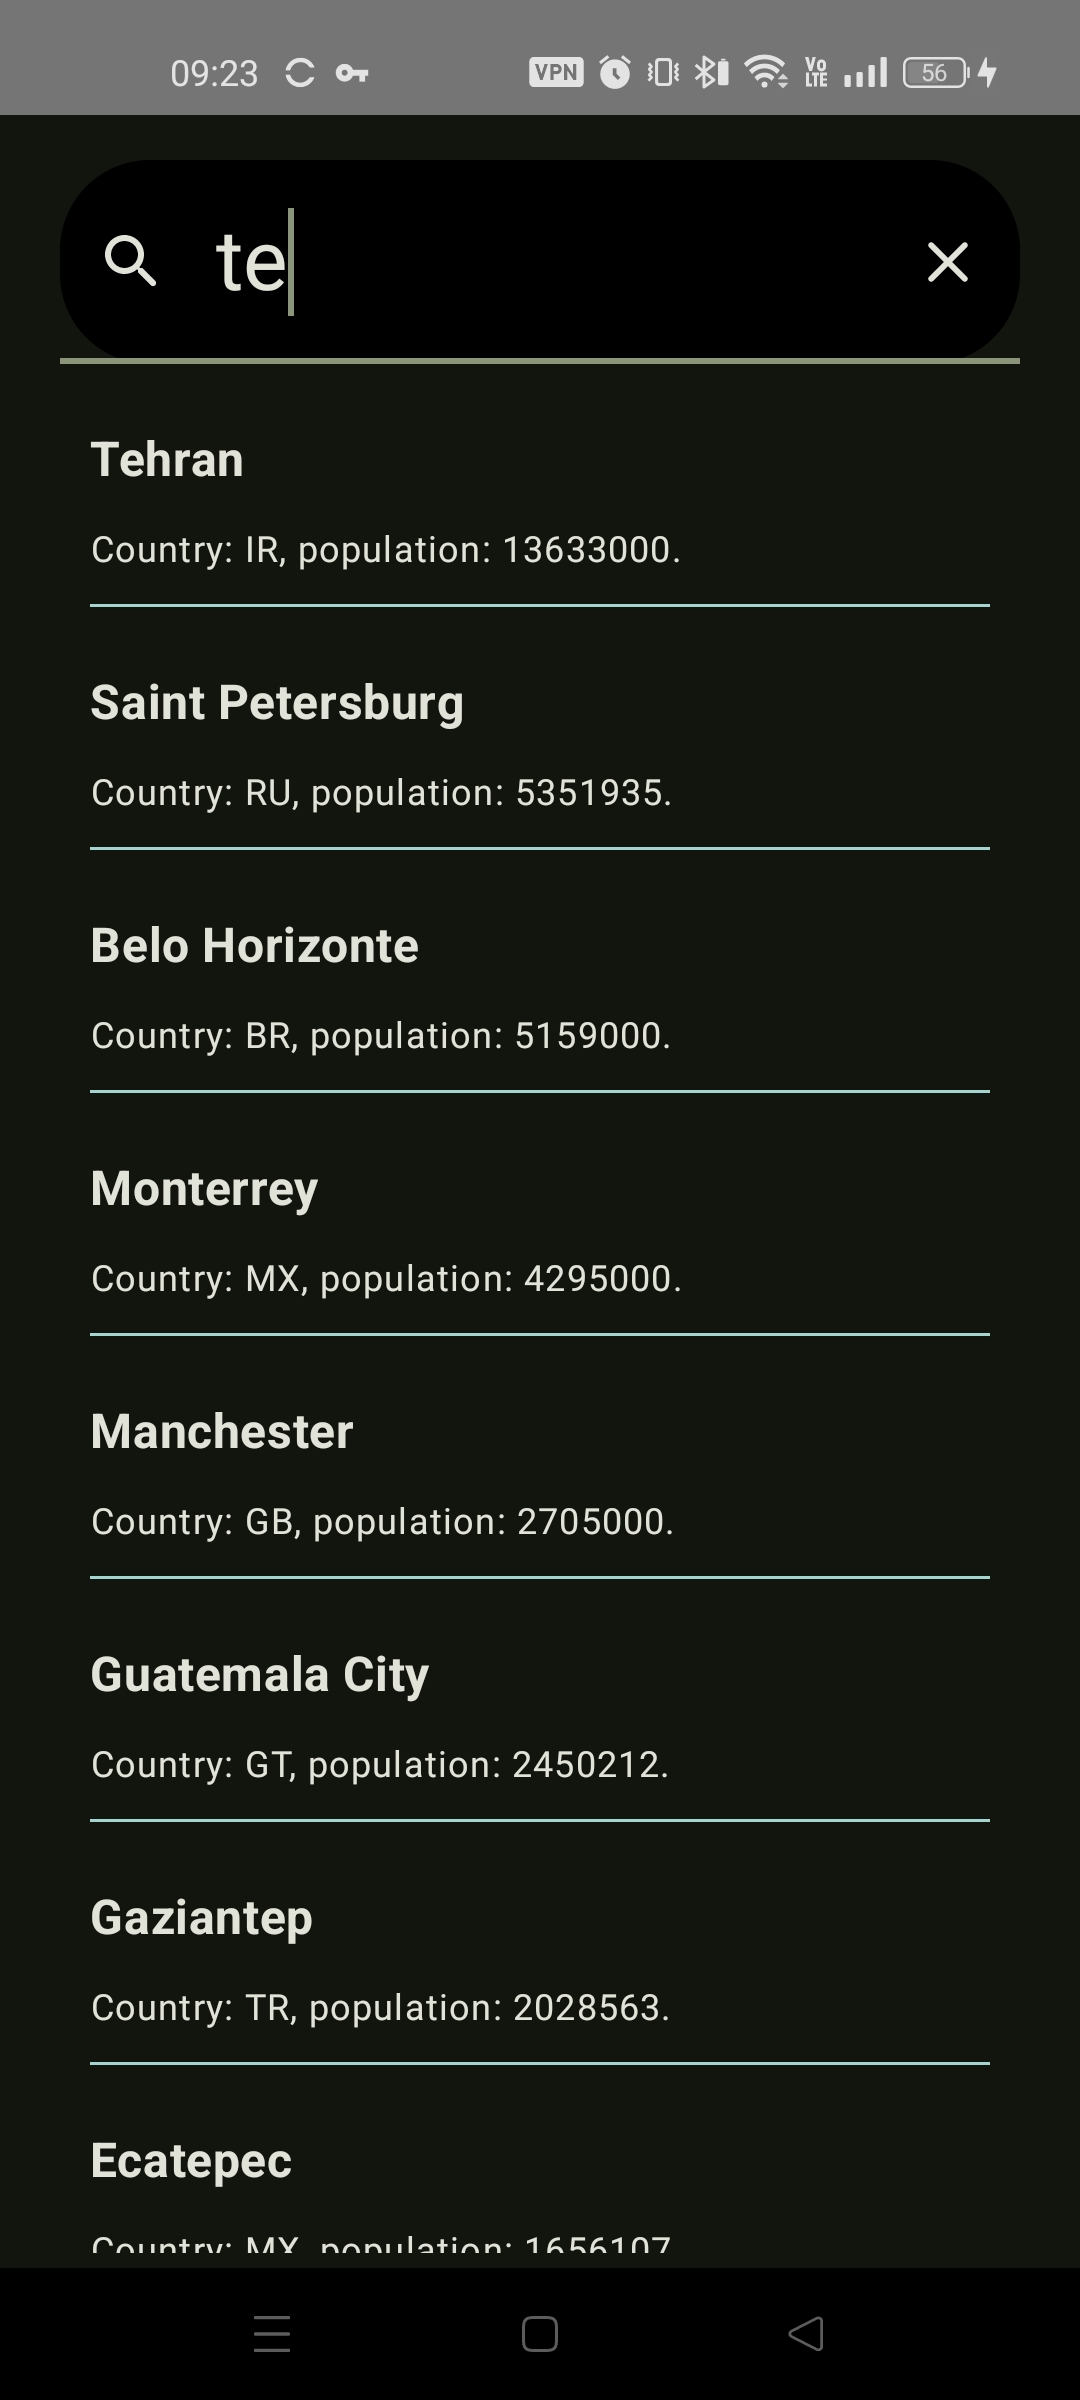 09:23 VPN Vo LTE 56
te
Tehran
Country: IR, population: 13633000.
Saint Petersburg
Country: RU, population: 5351935.
Belo Horizonte
Country: BR, population: 5159000.
Monterrey
Country: MX, population: 4295000.
Manchester
Country: GB, population: 2705000.
Guatemala City
Country: GT, population: 2450212.
Gaziantep
Country: TR, population: 2028563.
Ecatepec
Country: MX, population: 1656107